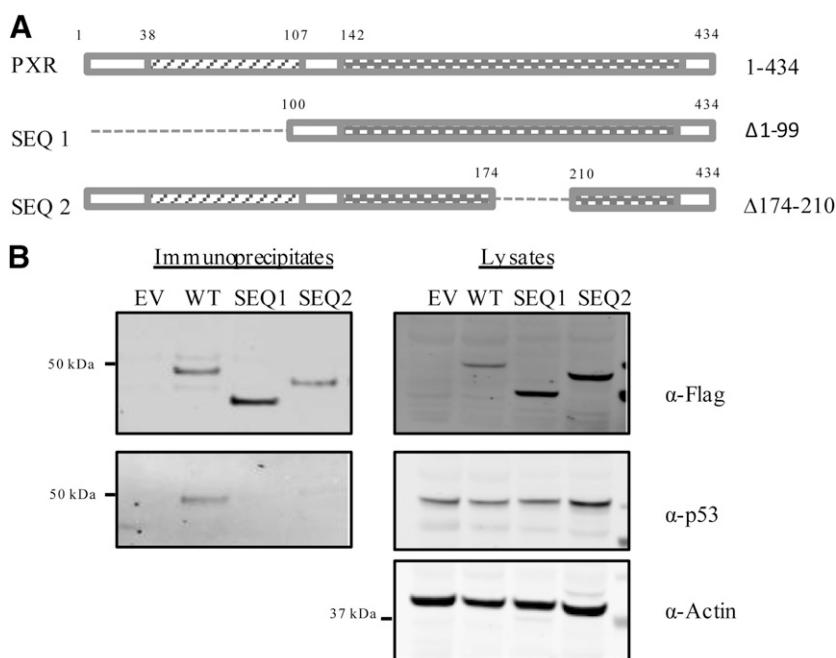 A
1 38 107 142 434
PXR 1-434
100 434
SEQ 1 Δ1-99
174 210 434
SEQ 2 Δ174-210
B
Immunoprecipitates Lysates
EV WT SEQ1 SEQ2 EV WT SEQ1 SEQ2
50 kDa
α-Flag
50 kDa
α-p53
37 kDa
α-Actin